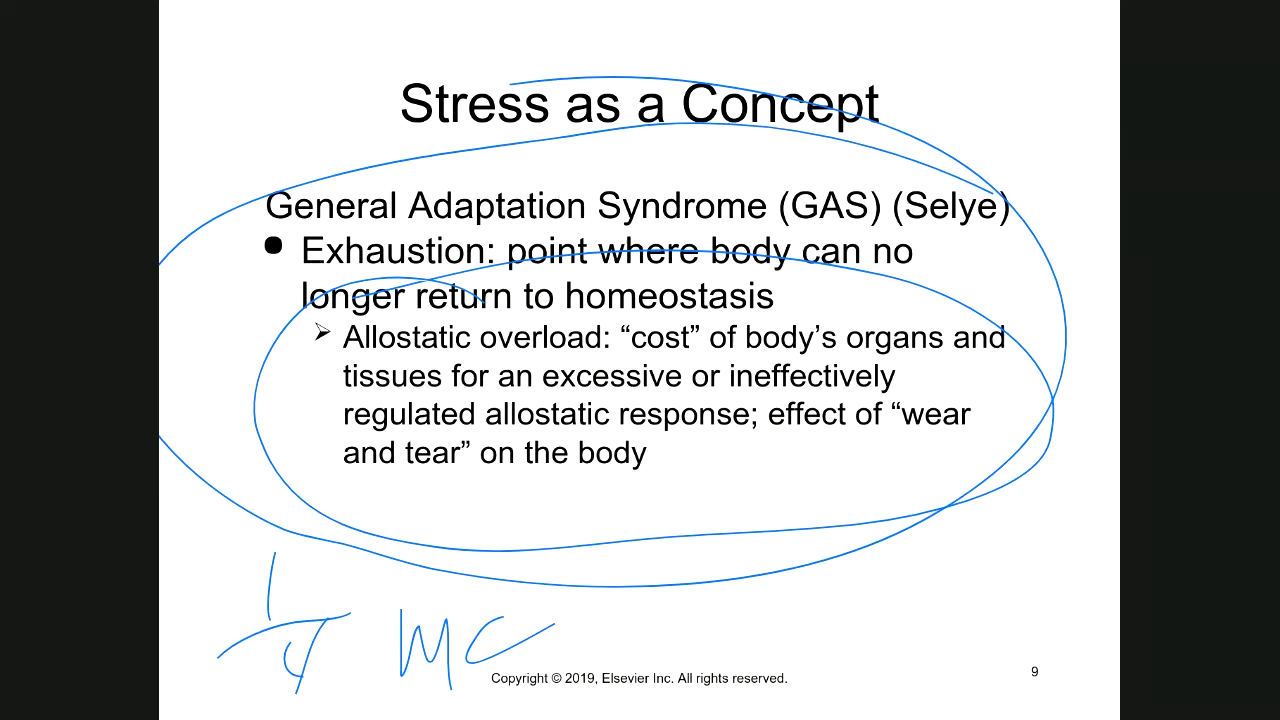 Stress as a Concept
General Adaptation Syndrome (GAS) (Selye)
● Exhaustion: point where body can no
longer return to homeostasis
➢ Allostatic overload: “cost” of body’s organs and
tissues for an excessive or ineffectively
regulated allostatic response; effect of “wear
and tear” on the body
MC
Copyright © 2019, Elsevier Inc. All rights reserved.
9